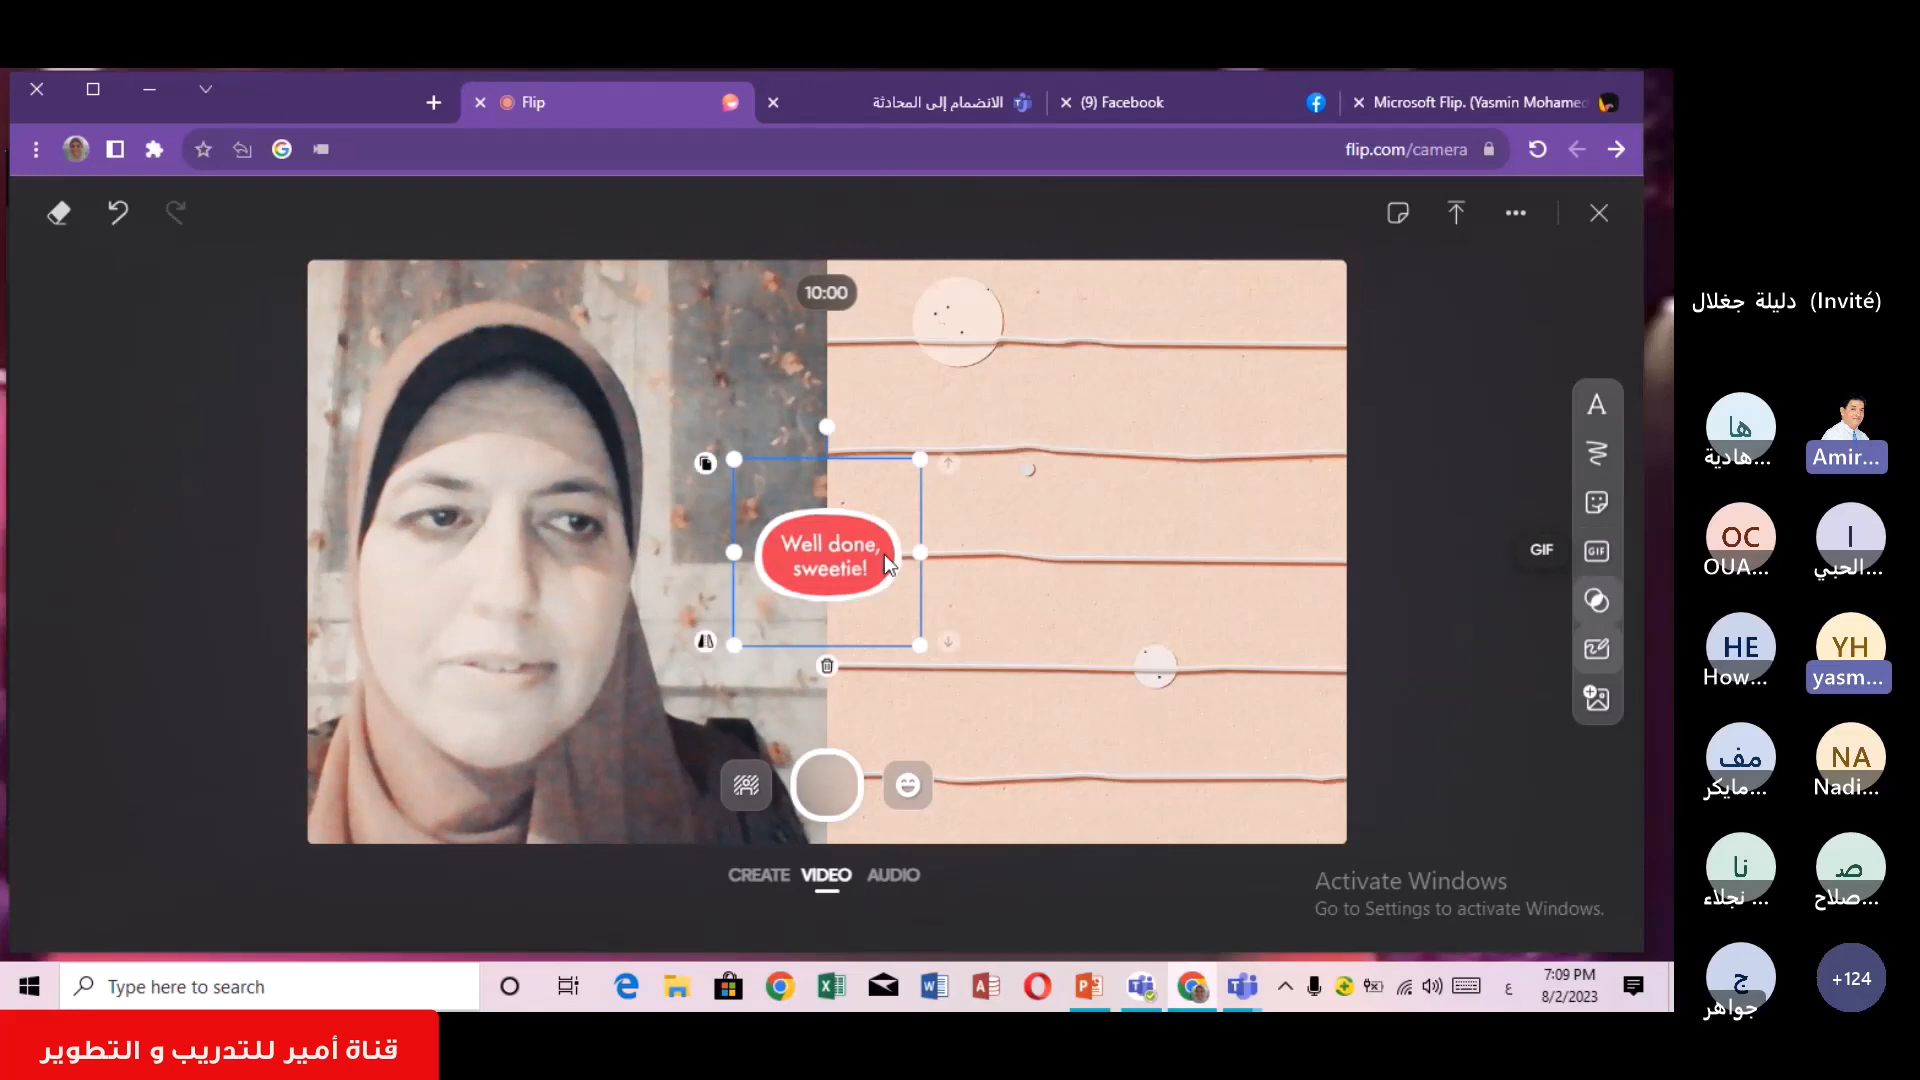 Flip
الانضمام إلى المحادثة
(9) Facebook
Microsoft Flip. (Yasmin Mohamed
flip.com/camera
10:00
Well done,
sweetie!
GIF
GIF
CREATE VIDEO AUDIO
Activate Windows
Go to Settings to activate Windows.
Type here to search
ع
7:09 PM
8/2/2023
قناة أمير للتدريب و التطوير
دليلة جغلال (Invité)
ها
هادية...
Amir...
OC
OUA...
ا
الحبي...
HE
How...
YH
yasm...
مف
مايكر...
NA
Nadi...
نا
نجلاء ...
ص
صلاح...
ج
جواهر
+124